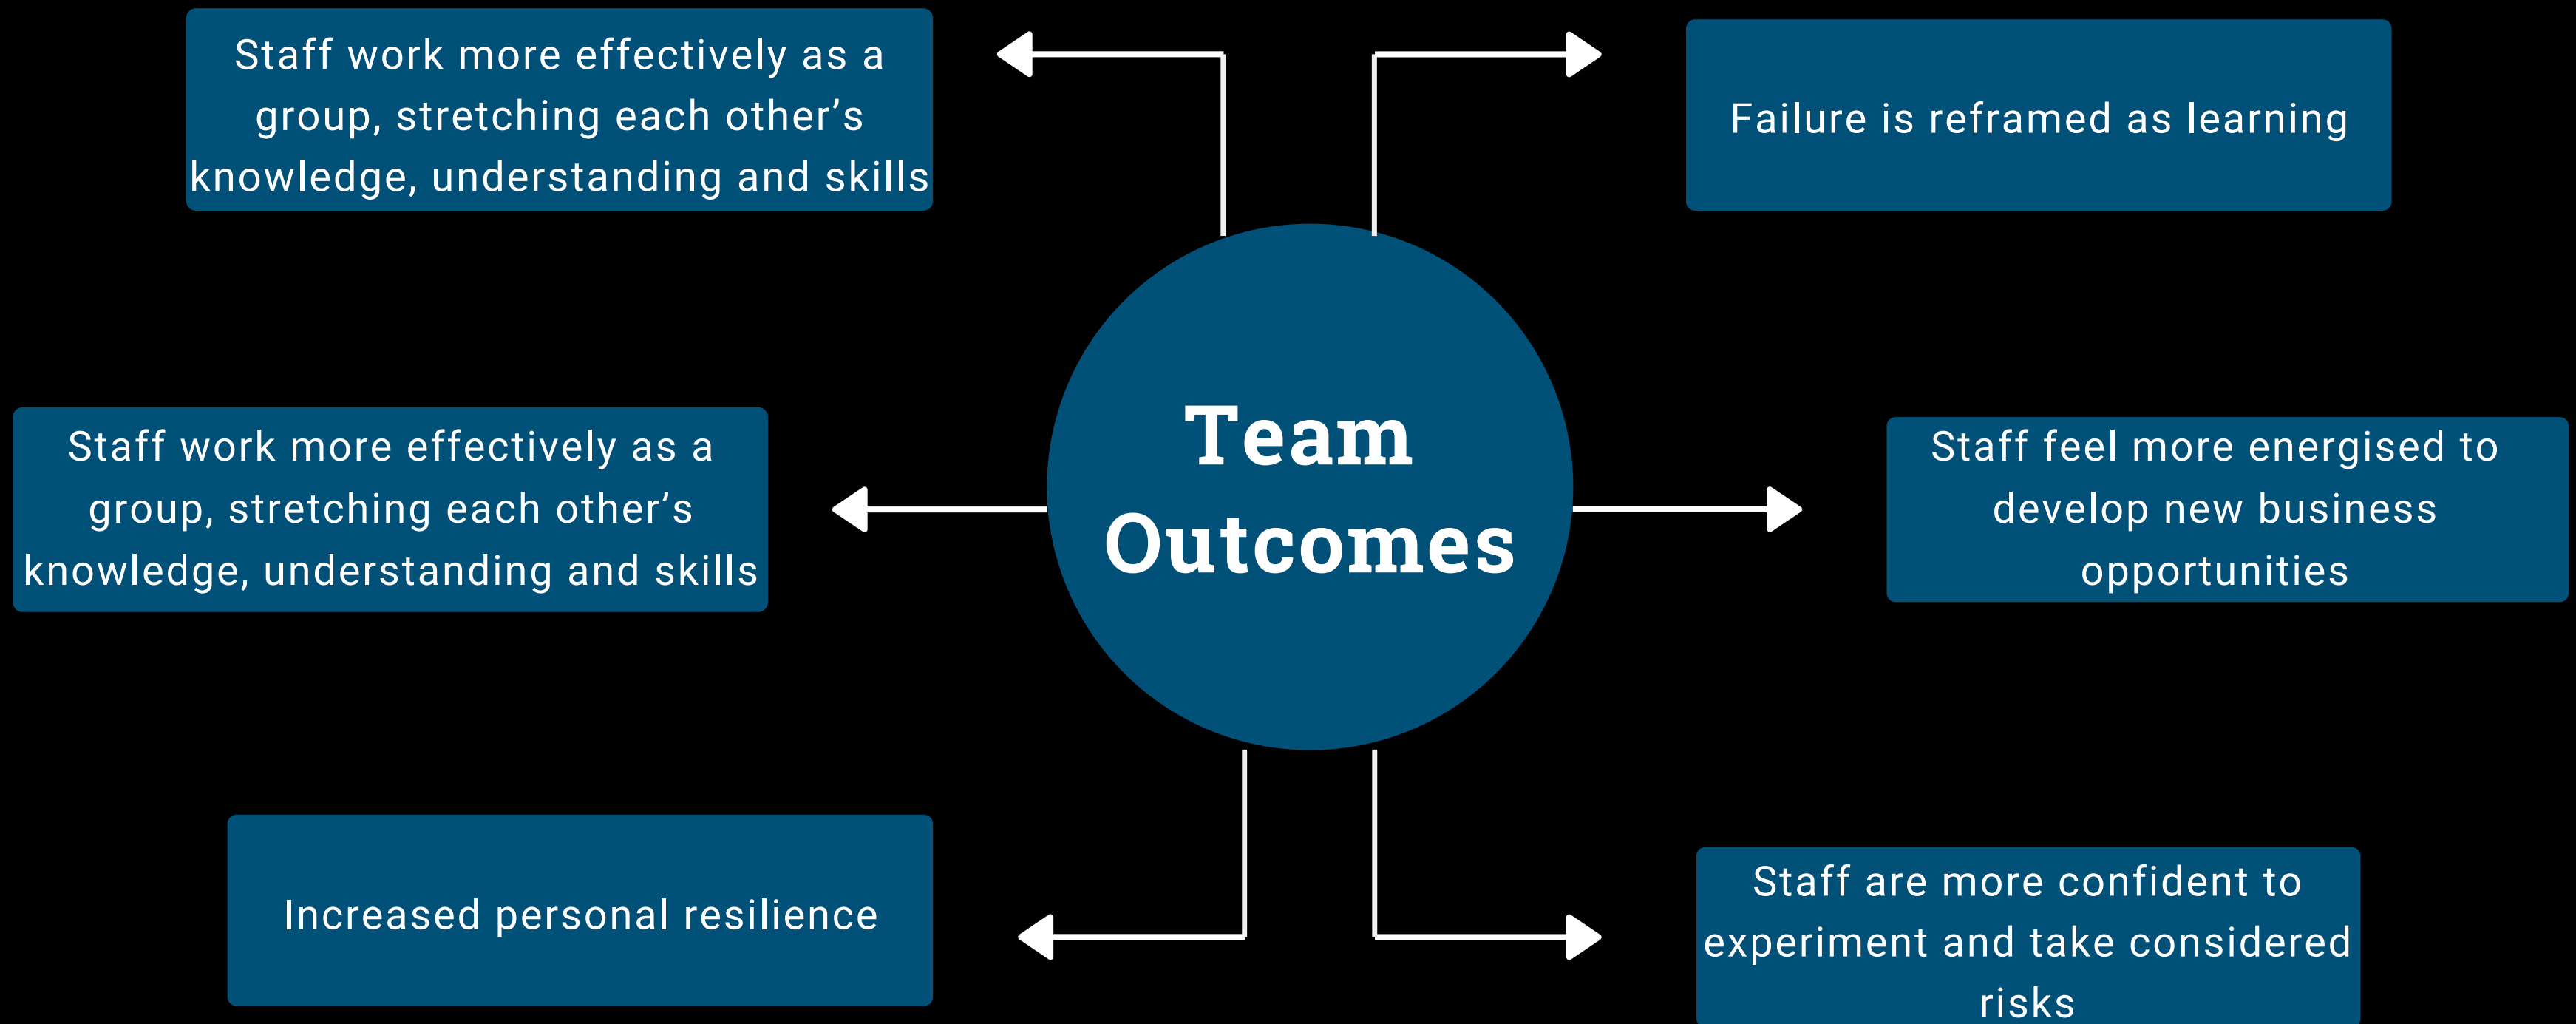 Staff work more effectively as a
group, stretching each other’s
knowledge, understanding and skills
Failure is reframed as learning
Team
Outcomes
Staff work more effectively as a
group, stretching each other’s
knowledge, understanding and skills
Staff feel more energised to
develop new business
opportunities
Increased personal resilience
Staff are more confident to
experiment and take considered
risks